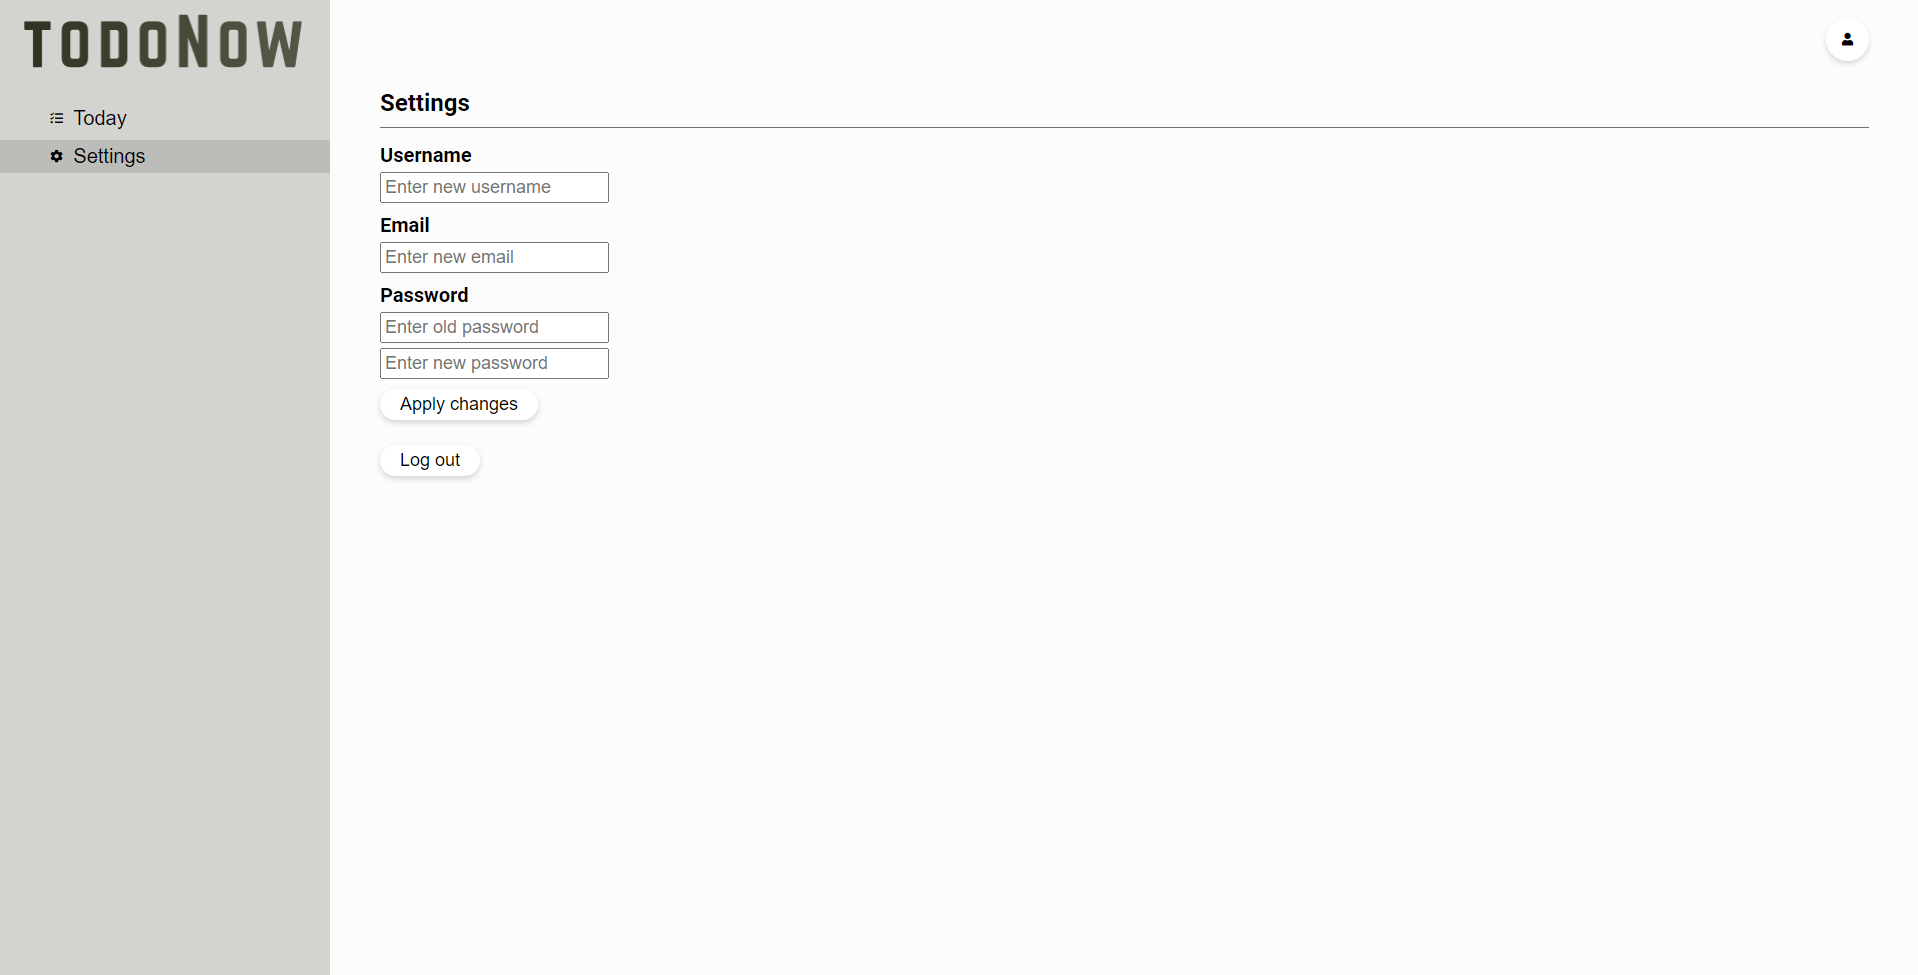 TODONOW
Today
Settings
Settings
Username
Enter new username
Email
Enter new email
Password
Enter old password
Enter new password
Apply changes
Log out